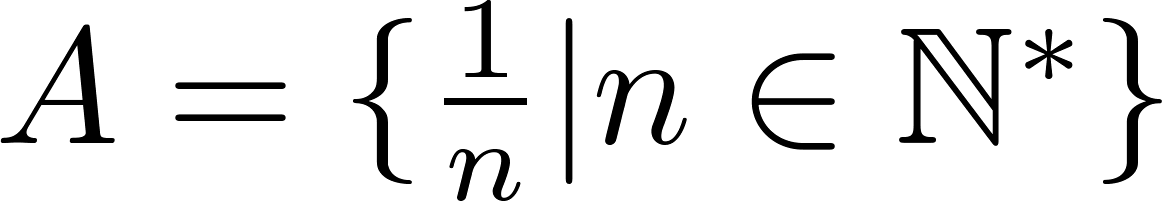 A = {1/n | n ∈ ℕ*}